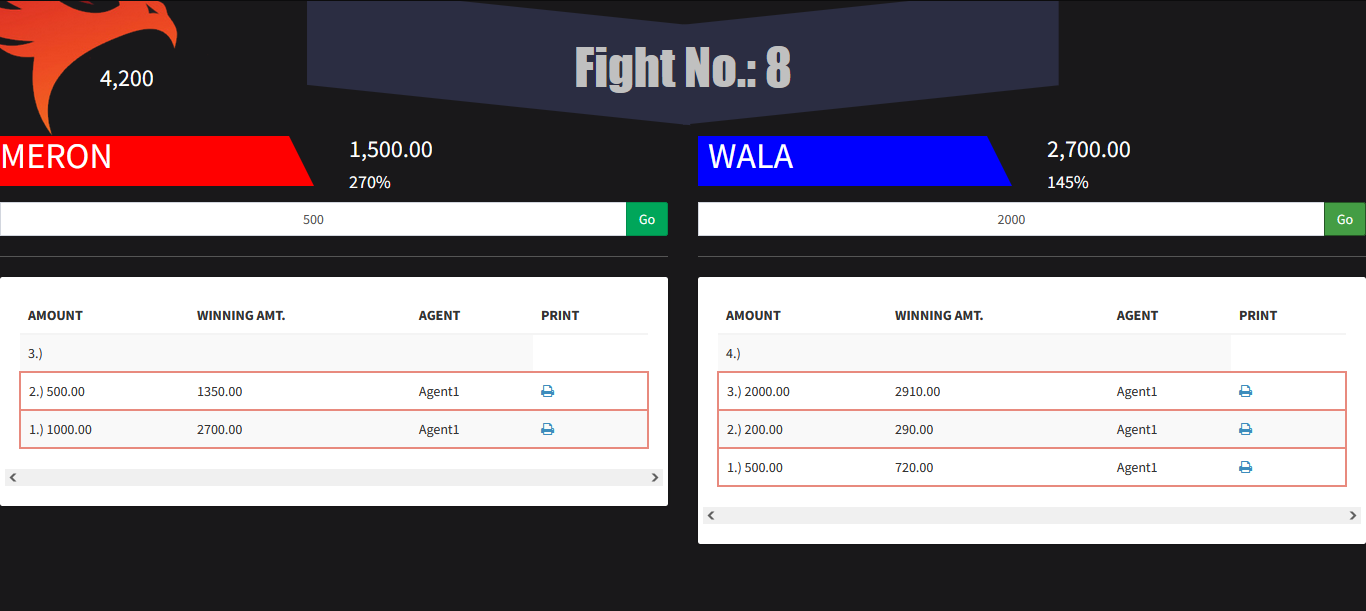 Fight No.: 8
4,200
MERON
1,500.00
270%
500 Go
AMOUNT WINNING AMT. AGENT PRINT
3.)
2.) 500.00 1350.00 Agent1
1.) 1000.00 2700.00 Agent1
WALA
2,700.00
145%
2000 Go
AMOUNT WINNING AMT. AGENT PRINT
4.)
3.) 2000.00 2910.00 Agent1
2.) 200.00 290.00 Agent1
1.) 500.00 720.00 Agent1